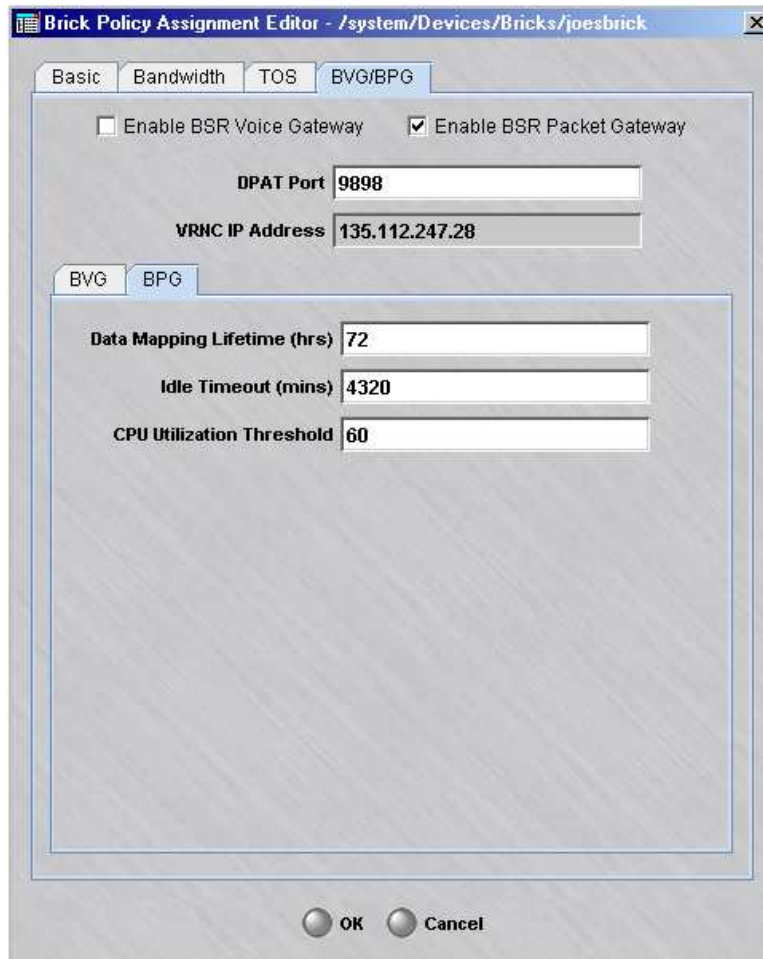 Brick Policy Assignment Editor - /system/Devices/Bricks/joesbrick
Basic Bandwidth TOS BVG/BPG
Enable BSR Voice Gateway Enable BSR Packet Gateway
DPAT Port 9898
VRNC IP Address 135.112.247.28
BVG BPG
Data Mapping Lifetime (hrs) 72
Idle Timeout (mins) 4320
CPU Utilization Threshold 60
OK Cancel